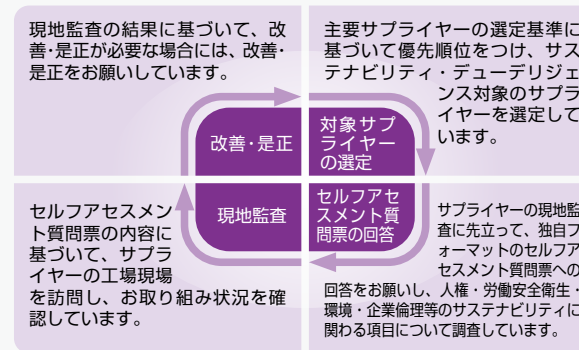 現地監査の結果に基づいて、改
善・是正が必要な場合には、改善・
是正をお願いしています。
主要サプライヤーの選定基準に
基づいて優先順位をつけ、サス
テナビリティ・デューデリジェ
ンス対象のサプラ
イヤーを選定して
います。
改善・是正
対象サプ
ライヤー
の選定
現地監査
セルフアセ
スメント質
問票の回答
セルフアセスメン
ト質問票の内容に
基づいて、サプラ
イヤーの工場現場
を訪問し、お取り組み状況を確
認しています。
サプライヤーの現地監
査に先立って、独自フ
ォーマットのセルフア
セスメント質問票への
回答をお願いし、人権・労働安全衛生・
環境・企業倫理等のサステナビリティに
関わる項目について調査しています。